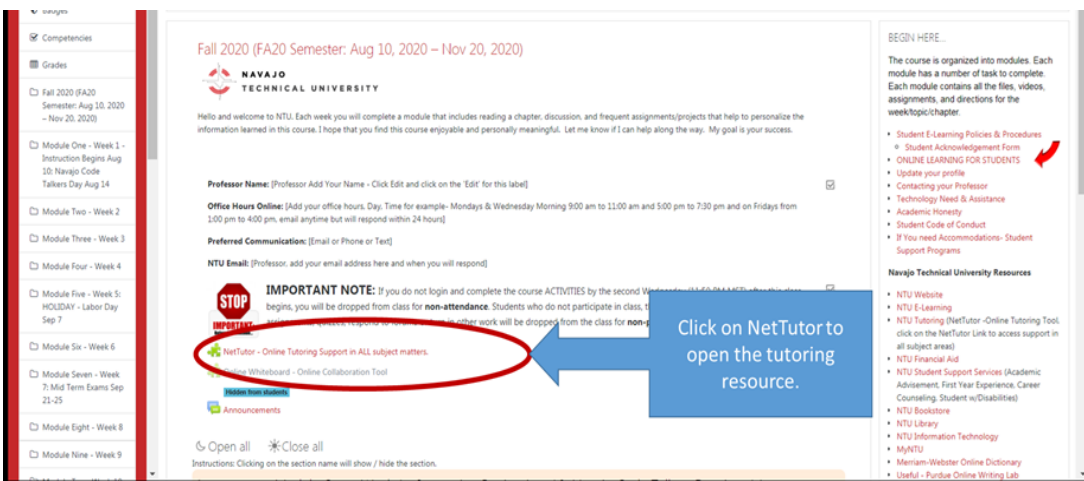 Badges
Competencies
Grades
Fall 2020 (FA20
Semester: Aug 10, 2020
– Nov 20, 2020)
Module One - Week 1 -
Instruction Begins Aug
10; Navajo Code
Talkers Day Aug 14
Module Two - Week 2
Module Three - Week 3
Module Four - Week 4
Module Five - Week 5:
HOLIDAY - Labor Day
Sep 7
Module Six - Week 6
Module Seven - Week
7: Mid Term Exams Sep
21-25
Module Eight - Week 8
Module Nine - Week 9
Fall 2020 (FA20 Semester: Aug 10, 2020 – Nov 20, 2020)
NAVAJO
TECHNICAL UNIVERSITY
Hello and welcome to NTU. Each week you will complete a module that includes reading a chapter, discussion, and frequent assignments/projects that help to personalize the
information learned in this course. I hope that you find this course enjoyable and personally meaningful. Let me know if I can help along the way. My goal is your success.
Professor Name: [Professor Add Your Name - Click Edit and click on the 'Edit' for this label]
Office Hours Online: [Add your office hours, Day, Time for example- Mondays & Wednesday Morning 9:00 am to 11:00 am and 5:00 pm to 7:30 pm and on Fridays from
1:00 pm to 4:00 pm, email anytime but will respond within 24 hours]
Preferred Communication: [Email or Phone or Text]
NTU Email: [Professor, add your email address here and when you will respond]
STOP
IMPORTANT
IMPORTANT NOTE: If you do not login and complete the course ACTIVITIES by the second Wednesday (11:59 PM MST) after this class
begins, you will be dropped from class for non-attendance. Students who do not participate in class,
other work will be dropped from the class for
NetTutor - Online Tutoring Support in ALL subject matters.
Online Whiteboard - Online Collaboration Tool
Hidden from students
Announcements
Click on NetTutor to
open the tutoring
resource.
Open all Close all
Instructions: Clicking on the section name will show / hide the section.
BEGIN HERE...
The course is organized into modules. Each
module has a number of task to complete.
Each module contains all the files, videos,
assignments, and directions for the
week/topic/chapter.
Student E-Learning Policies & Procedures
Student Acknowledgement Form
ONLINE LEARNING FOR STUDENTS
Update your profile
Contacting your Professor
Technology Need & Assistance
Academic Honesty
Student Code of Conduct
If You need Accommodations- Student
Support Programs
Navajo Technical University Resources
NTU Website
NTU E-Learning
NTU Tutoring (NetTutor -Online Tutoring Tool,
click on the NetTutor Link to access support in
all subject areas)
NTU Financial Aid
NTU Student Support Services (Academic
Advisement, First Year Experience, Career
Counseling, Student w/Disabilities)
NTU Bookstore
NTU Library
NTU Information Technology
MyNTU
Merriam-Webster Online Dictionary
Useful - Purdue Online Writing Lab